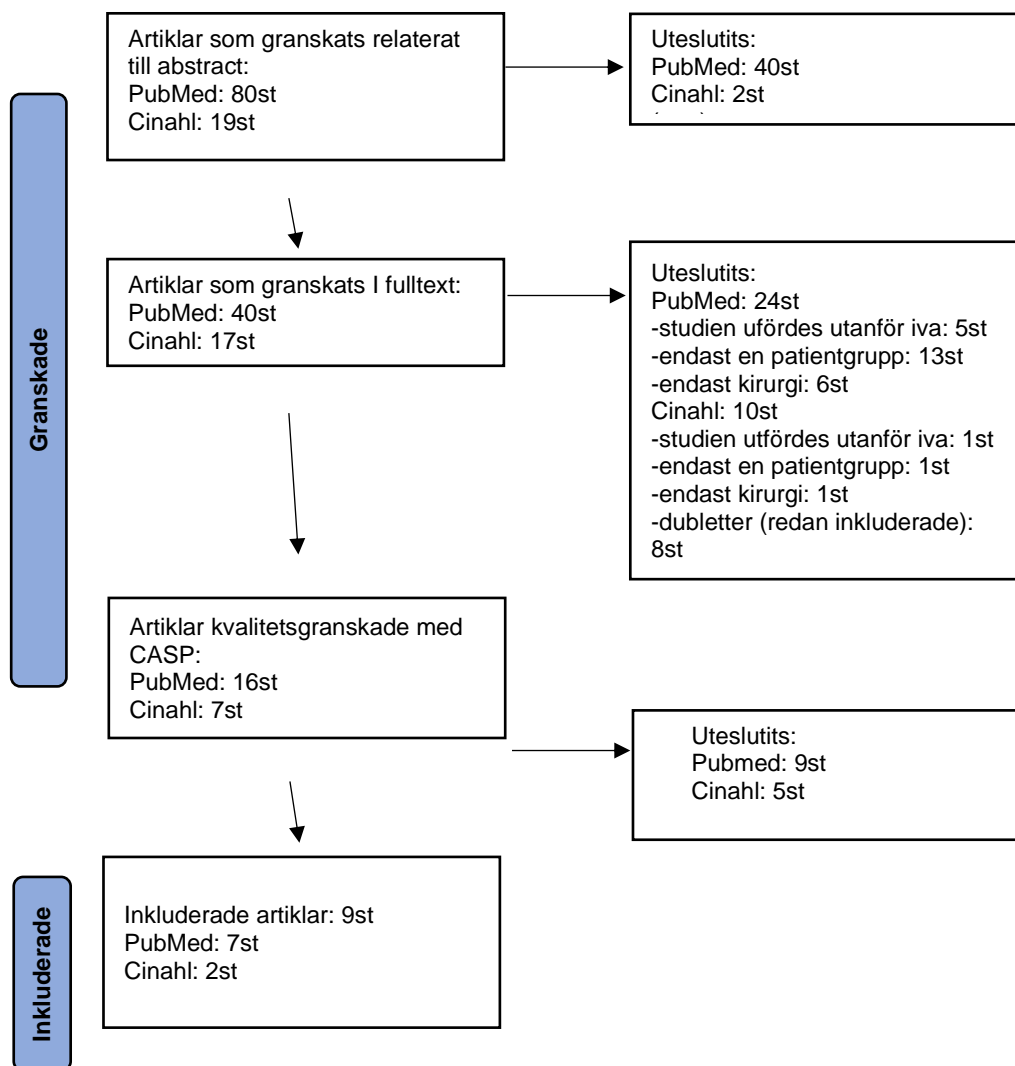 Artiklar som granskats relaterat
till abstract:
PubMed: 80st
Cinahl: 19st
Uteslutits:
PubMed: 40st
Cinahl: 2st
Granskade
Artiklar som granskats I fulltext:
PubMed: 40st
Cinahl: 17st
Uteslutits:
PubMed: 24st
-studien ufördes utanför iva: 5st
-endast en patientgrupp: 13st
-endast kirurgi: 6st
Cinahl: 10st
-studien utfördes utanför iva: 1st
-endast en patientgrupp: 1st
-endast kirurgi: 1st
-dubletter (redan inkluderade):
8st
Artiklar kvalitetsgranskade med
CASP:
PubMed: 16st
Cinahl: 7st
Uteslutits:
Pubmed: 9st
Cinahl: 5st
Inkluderade
Inkluderade artiklar: 9st
PubMed: 7st
Cinahl: 2st